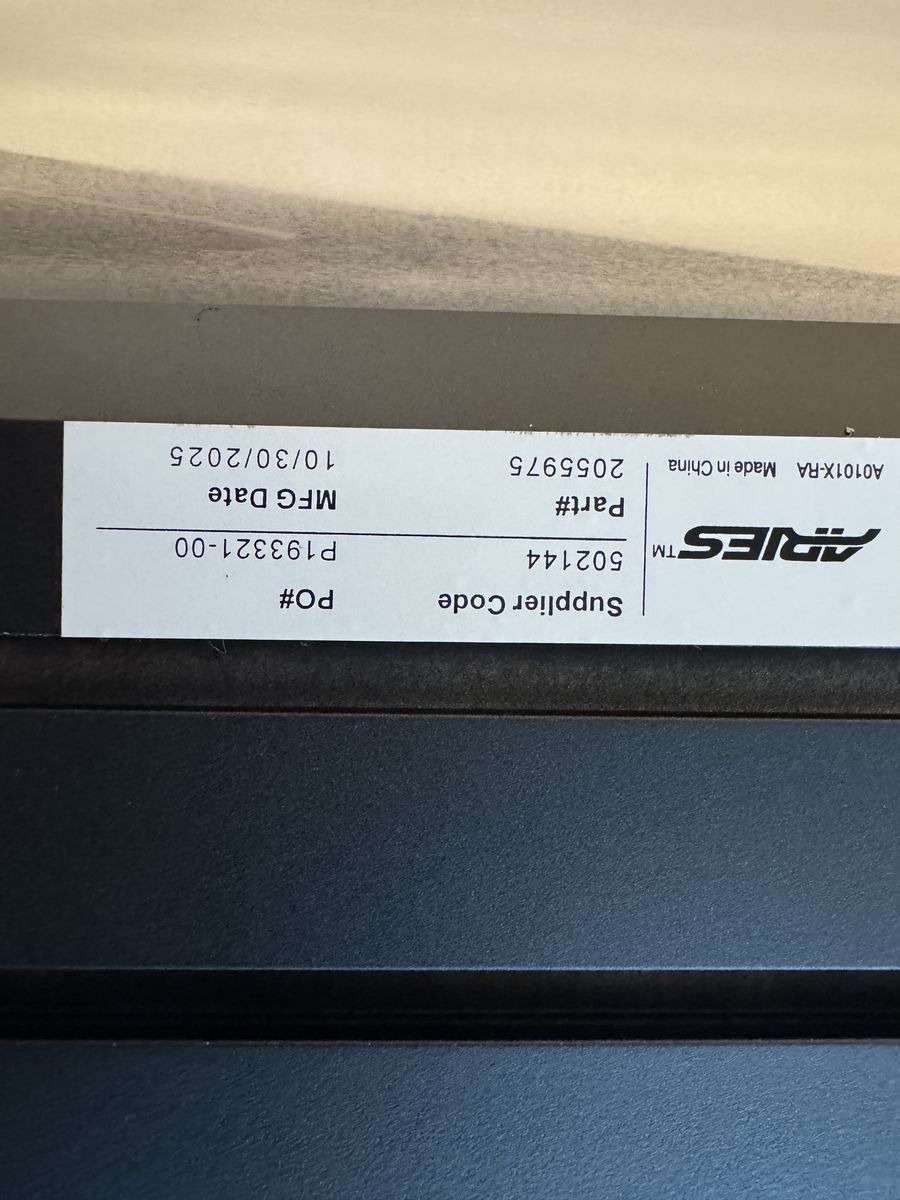 ARIES™
A0101X-RA Made in China
Supplier Code
502144
PO#
P193321-00
Part#
2055975
MFG Date
10/30/2025